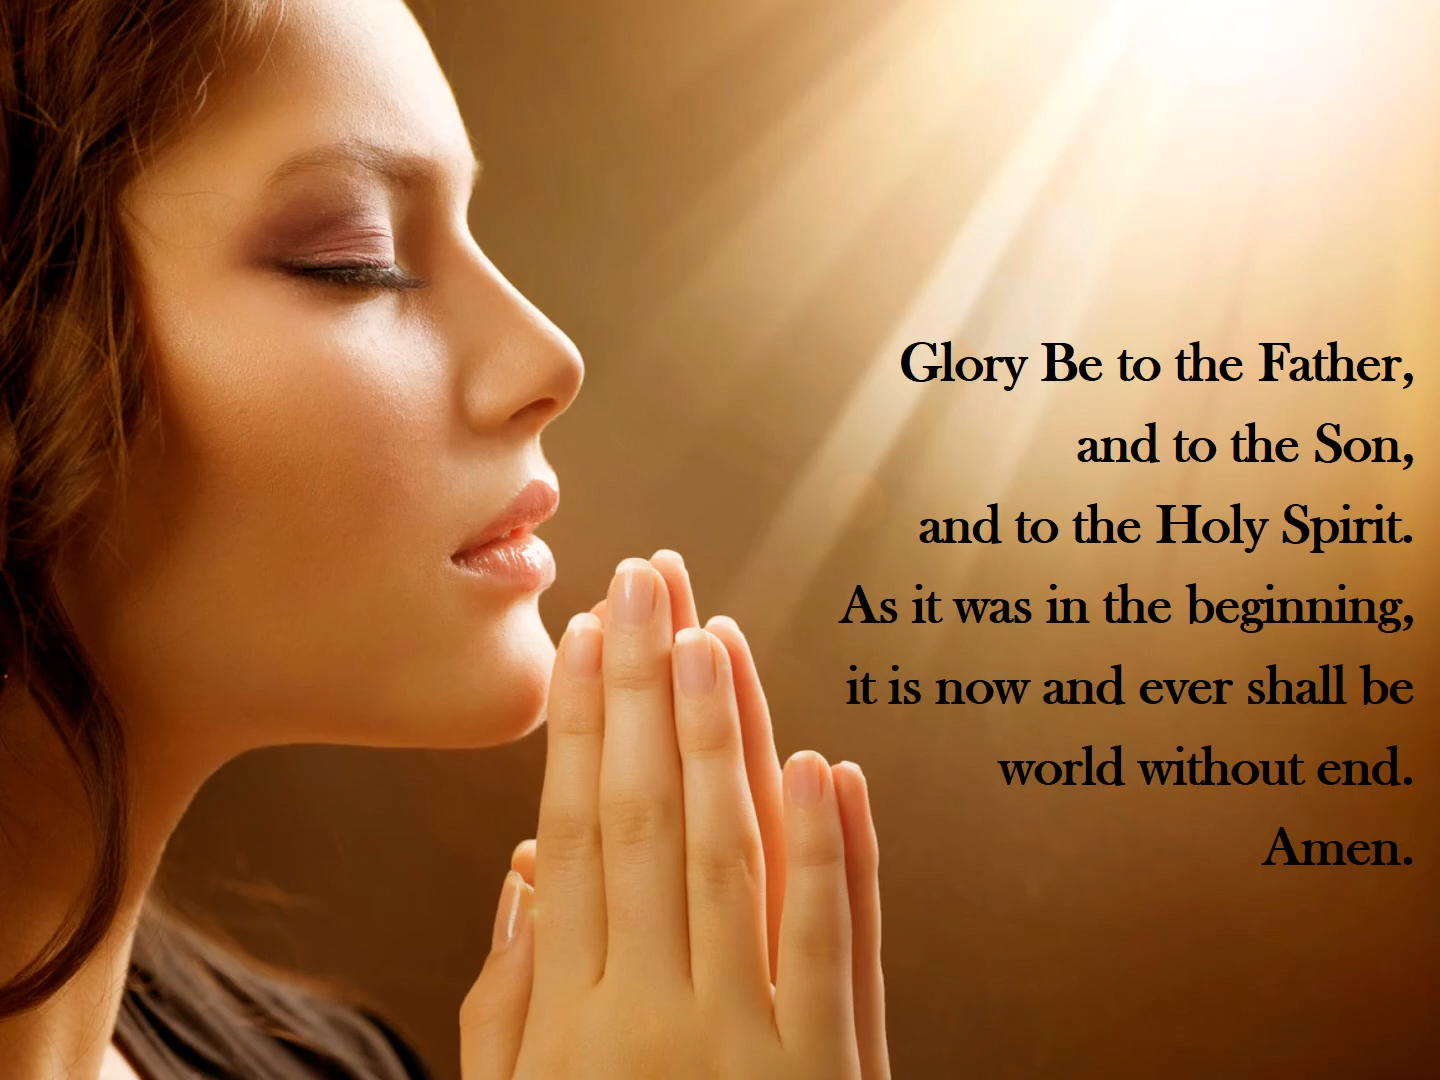 Glory Be to the Father,
and to the Son,
and to the Holy Spirit.
As it was in the beginning,
it is now and ever shall be
world without end.
Amen.